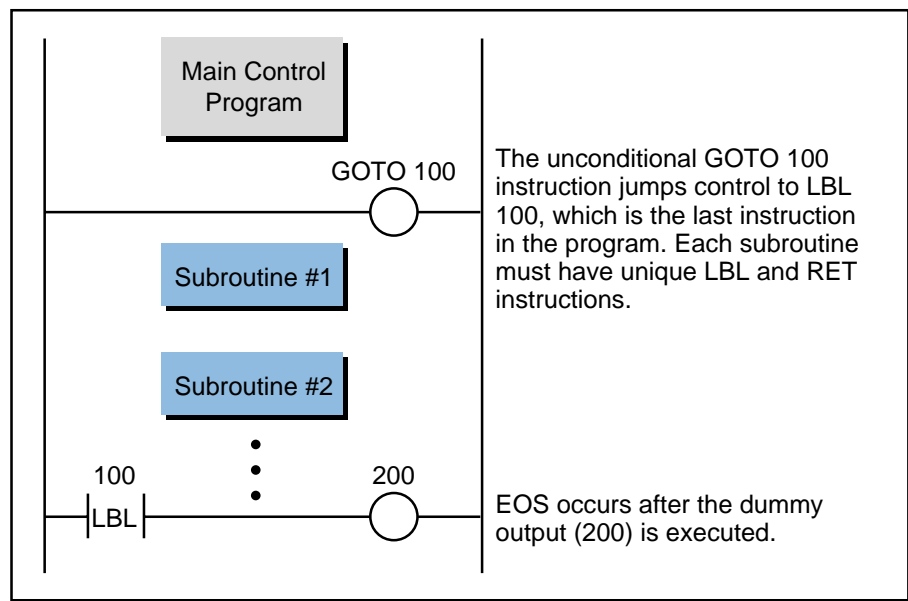 Main Control
Program
GOTO 100
The unconditional GOTO 100
instruction jumps control to LBL
100, which is the last instruction
in the program. Each subroutine
must have unique LBL and RET
instructions.
Subroutine #1
Subroutine #2
100
200
LBL
EOS occurs after the dummy
output (200) is executed.